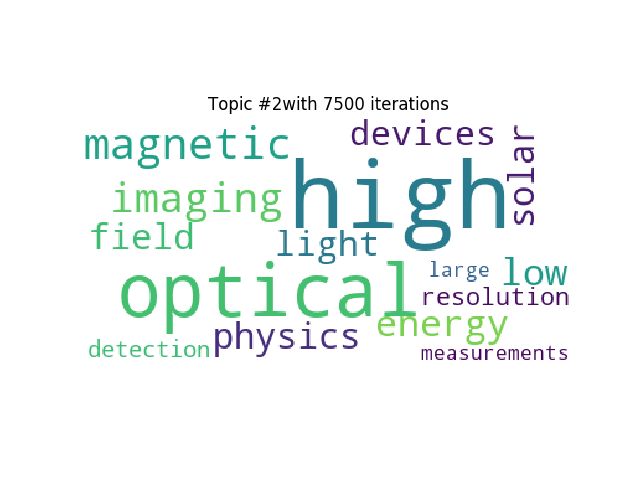 Topic #2with 7500 iterations
magnetic
devices
solar
high
imaging
field
light
optical
large
low
resolution
energy
physics
detection
measurements